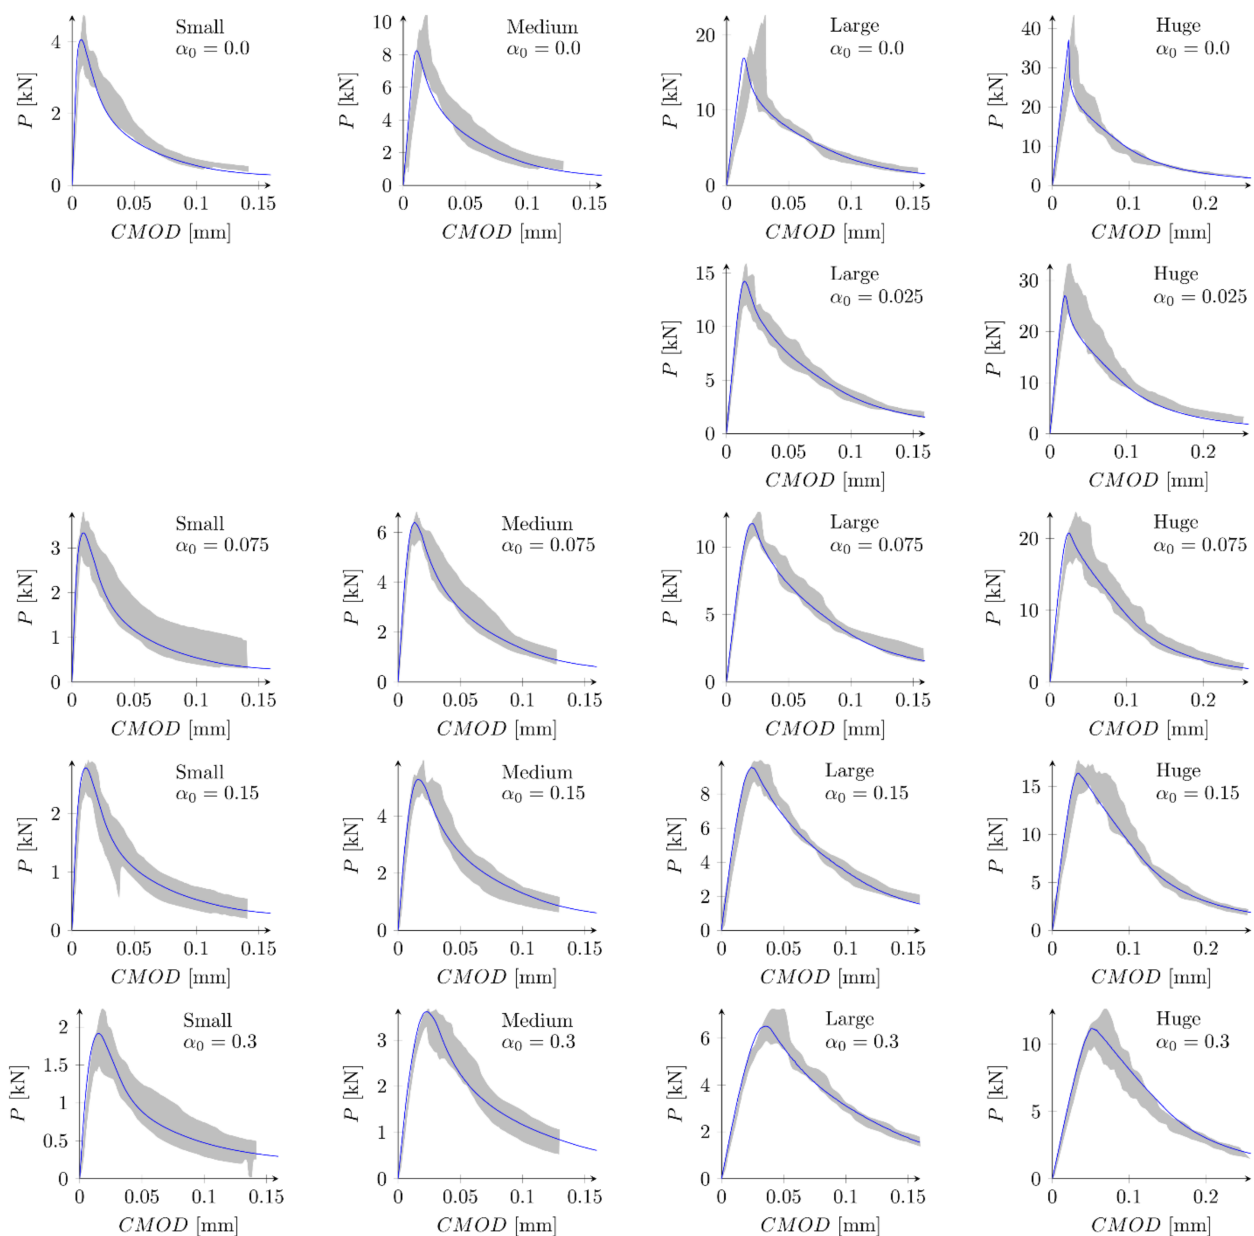 Small
α₀ = 0.0
P [kN]
4
2
0
0 0.05 0.1 0.15
CMOD [mm]
Medium
α₀ = 0.0
P [kN]
10
8
6
4
2
0
0 0.05 0.1 0.15
CMOD [mm]
Large
α₀ = 0.0
P [kN]
20
10
0
0 0.05 0.1 0.15
CMOD [mm]
Huge
α₀ = 0.0
P [kN]
40
30
20
10
0
0 0.1 0.2
CMOD [mm]
Large
α₀ = 0.025
P [kN]
15
10
5
0
0 0.05 0.1 0.15
CMOD [mm]
Huge
α₀ = 0.025
P [kN]
30
20
10
0
0 0.1 0.2
CMOD [mm]
Small
α₀ = 0.075
P [kN]
3
2
1
0
0 0.05 0.1 0.15
CMOD [mm]
Medium
α₀ = 0.075
P [kN]
6
4
2
0
0 0.05 0.1 0.15
CMOD [mm]
Large
α₀ = 0.075
P [kN]
10
5
0
0 0.05 0.1 0.15
CMOD [mm]
Huge
α₀ = 0.075
P [kN]
20
10
0
0 0.1 0.2
CMOD [mm]
Small
α₀ = 0.15
P [kN]
2
1
0
0 0.05 0.1 0.15
CMOD [mm]
Medium
α₀ = 0.15
P [kN]
4
2
0
0 0.05 0.1 0.15
CMOD [mm]
Large
α₀ = 0.15
P [kN]
8
6
4
2
0
0 0.05 0.1 0.15
CMOD [mm]
Huge
α₀ = 0.15
P [kN]
15
10
5
0
0 0.1 0.2
CMOD [mm]
Small
α₀ = 0.3
P [kN]
2
1.5
1
0.5
0
0 0.05 0.1 0.15
CMOD [mm]
Medium
α₀ = 0.3
P [kN]
3
2
1
0
0 0.05 0.1 0.15
CMOD [mm]
Large
α₀ = 0.3
P [kN]
6
4
2
0
0 0.05 0.1 0.15
CMOD [mm]
Huge
α₀ = 0.3
P [kN]
10
5
0
0 0.1 0.2
CMOD [mm]